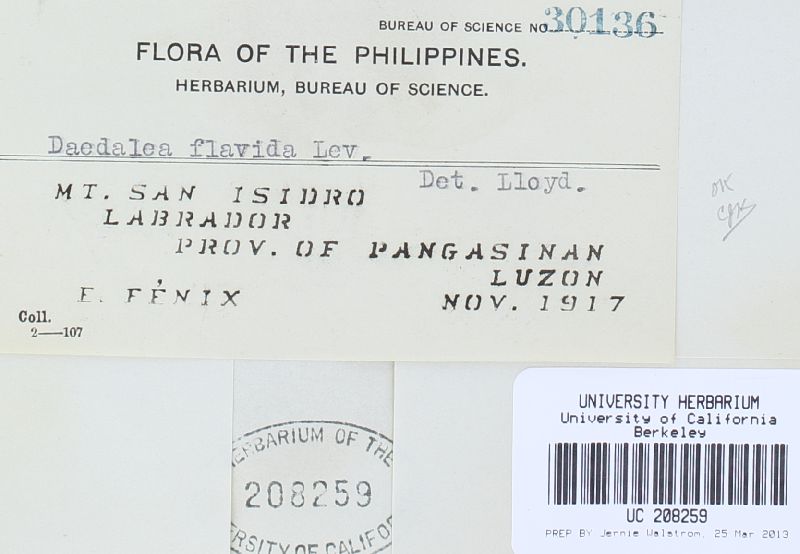 BUREAU OF SCIENCE NO. 30136
FLORA OF THE PHILIPPINES.
HERBARIUM, BUREAU OF SCIENCE.
Daedalea flavida Lev.
Det. Lloyd.
MT. SAN ISIDRO
LABRADOR
PROV. OF PANGASINAN
LUZON
E. FÉNIX
NOV. 1917
Coll.
2—107
OK
HERBARIUM OF THE
208259
UNIVERSITY HERBARIUM
University of California
Berkeley
UC 208259
PREP BY Jernie Walstrom, 25 Mar 2013